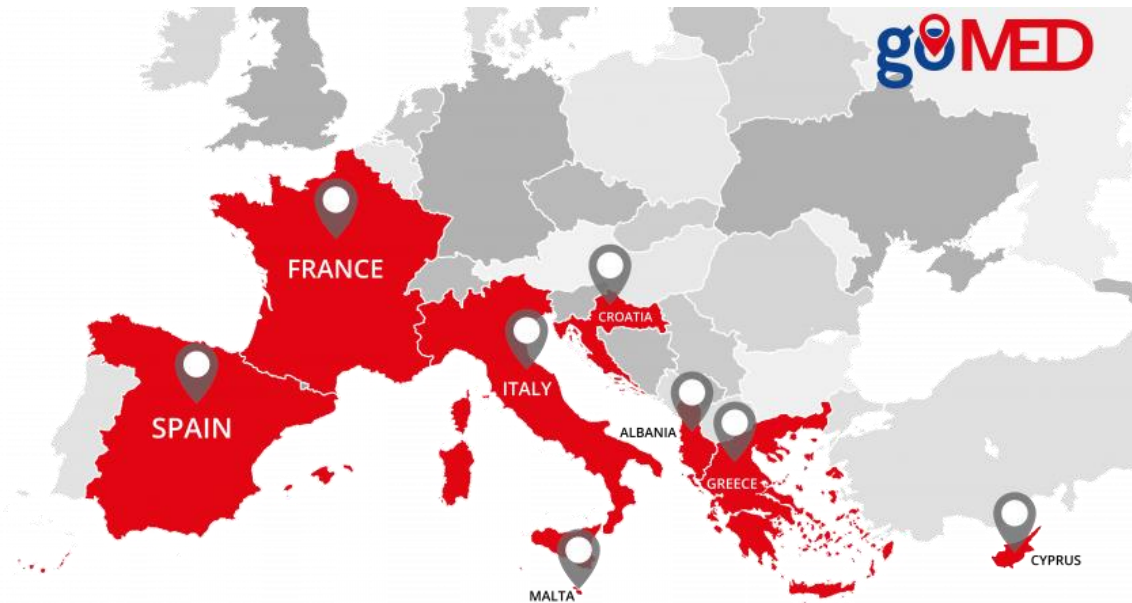 goMED
FRANCE
CROATIA
ITALY
SPAIN
ALBANIA
GREECE
CYPRUS
MALTA